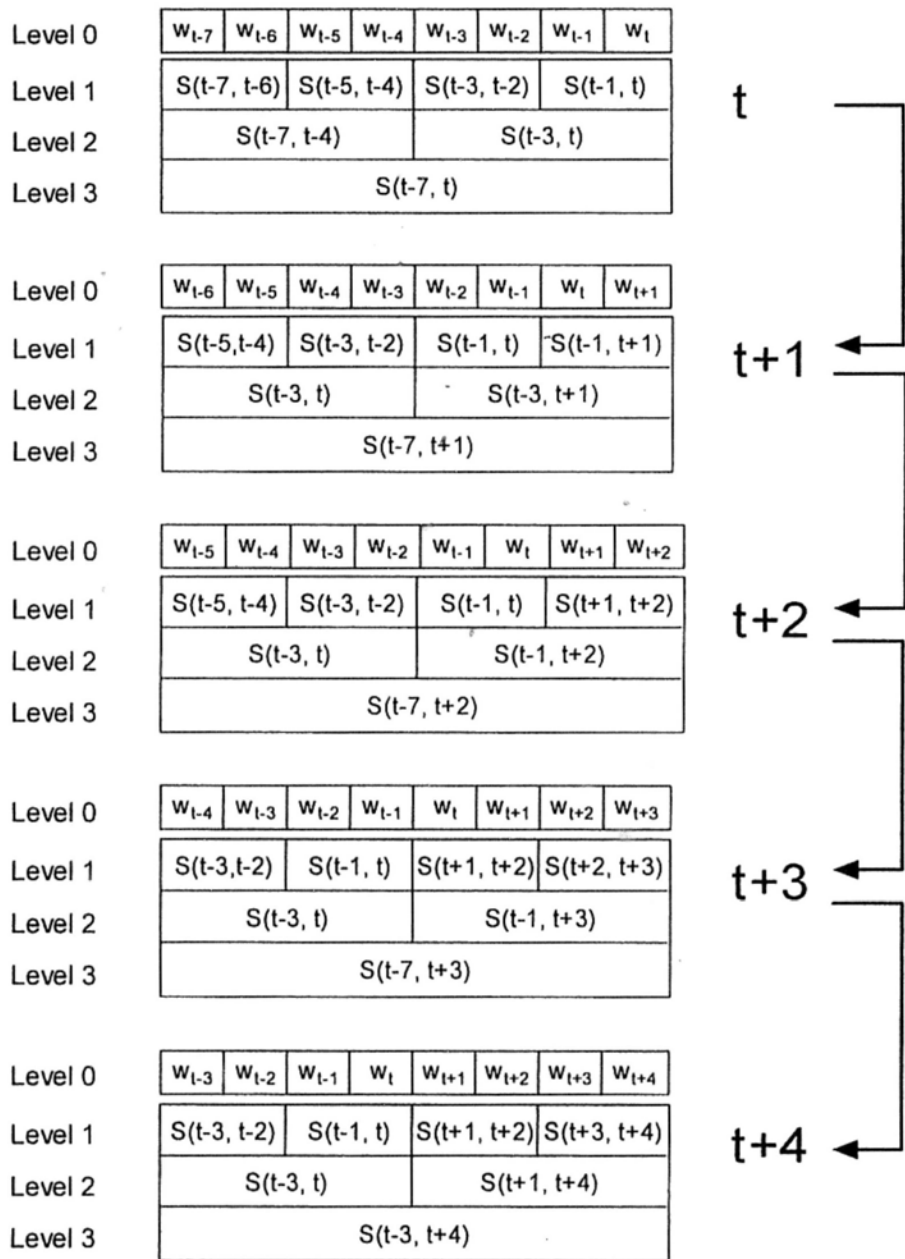 Level 0 w_{t-7} w_{t-6} w_{t-5} w_{t-4} w_{t-3} w_{t-2} w_{t-1} w_t
Level 1 S(t-7, t-6) S(t-5, t-4) S(t-3, t-2) S(t-1, t)
t
Level 2 S(t-7, t-4) S(t-3, t)
Level 3 S(t-7, t)
Level 0 w_{t-6} w_{t-5} w_{t-4} w_{t-3} w_{t-2} w_{t-1} w_t w_{t+1}
Level 1 S(t-5,t-4) S(t-3, t-2) S(t-1, t) S(t-1, t+1)
t+1
Level 2 S(t-3, t) S(t-3, t+1)
Level 3 S(t-7, t+1)
Level 0 w_{t-5} w_{t-4} w_{t-3} w_{t-2} w_{t-1} w_t w_{t+1} w_{t+2}
Level 1 S(t-5, t-4) S(t-3, t-2) S(t-1, t) S(t+1, t+2)
t+2
Level 2 S(t-3, t) S(t-1, t+2)
Level 3 S(t-7, t+2)
Level 0 w_{t-4} w_{t-3} w_{t-2} w_{t-1} w_t w_{t+1} w_{t+2} w_{t+3}
Level 1 S(t-3,t-2) S(t-1, t) S(t+1, t+2) S(t+2, t+3)
t+3
Level 2 S(t-3, t) S(t-1, t+3)
Level 3 S(t-7, t+3)
Level 0 w_{t-3} w_{t-2} w_{t-1} w_t w_{t+1} w_{t+2} w_{t+3} w_{t+4}
Level 1 S(t-3, t-2) S(t-1, t) S(t+1, t+2) S(t+3, t+4)
t+4
Level 2 S(t-3, t) S(t+1, t+4)
Level 3 S(t-3, t+4)